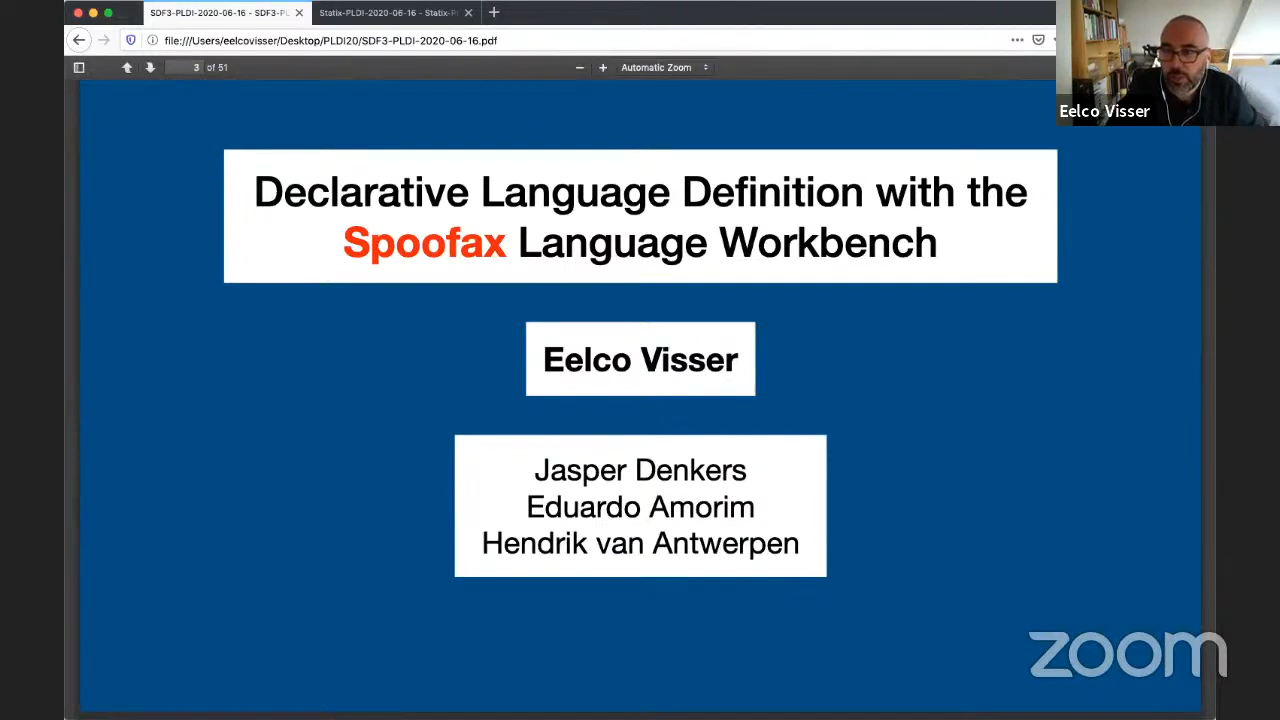 SDF3-PLDI-2020-06-16 - SDF3-PL
Statix-PLDI-2020-06-16 - Statix-P
file:///Users/eelcovisser/Desktop/PLDI20/SDF3-PLDI-2020-06-16.pdf
3 of 51
Automatic Zoom
Eelco Visser
Declarative Language Definition with the
Spoofax Language Workbench
Eelco Visser
Jasper Denkers
Eduardo Amorim
Hendrik van Antwerpen
zoom